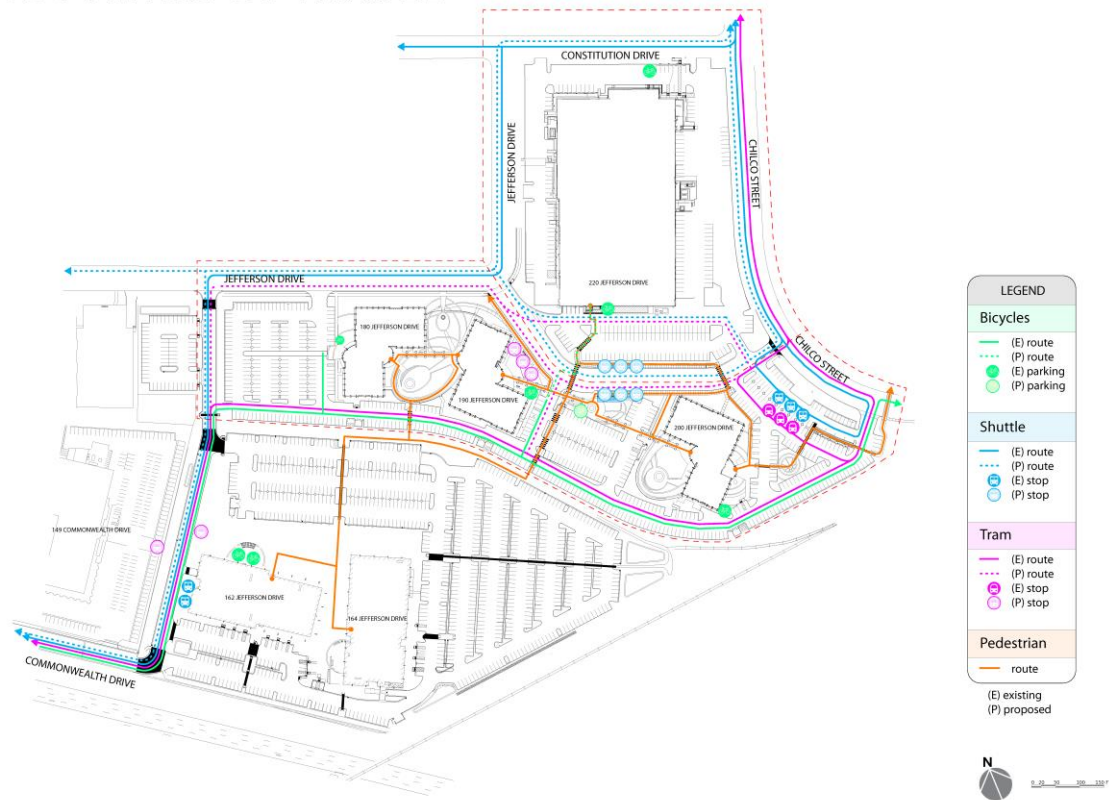 CONSTITUTION DRIVE
JEFFERSON DRIVE
CHILCO STREET
JEFFERSON DRIVE
220 JEFFERSON DRIVE
180 JEFFERSON DRIVE
190 JEFFERSON DRIVE
200 JEFFERSON DRIVE
CHILCO STREET
149 COMMONWEALTH DRIVE
162 JEFFERSON DRIVE
164 JEFFERSON DRIVE
COMMONWEALTH DRIVE
LEGEND
Bicycles
(E) route
(P) route
(E) parking
(P) parking
Shuttle
(E) route
(P) route
(E) stop
(P) stop
Tram
(E) route
(P) route
(E) stop
(P) stop
Pedestrian
route
(E) existing
(P) proposed
N